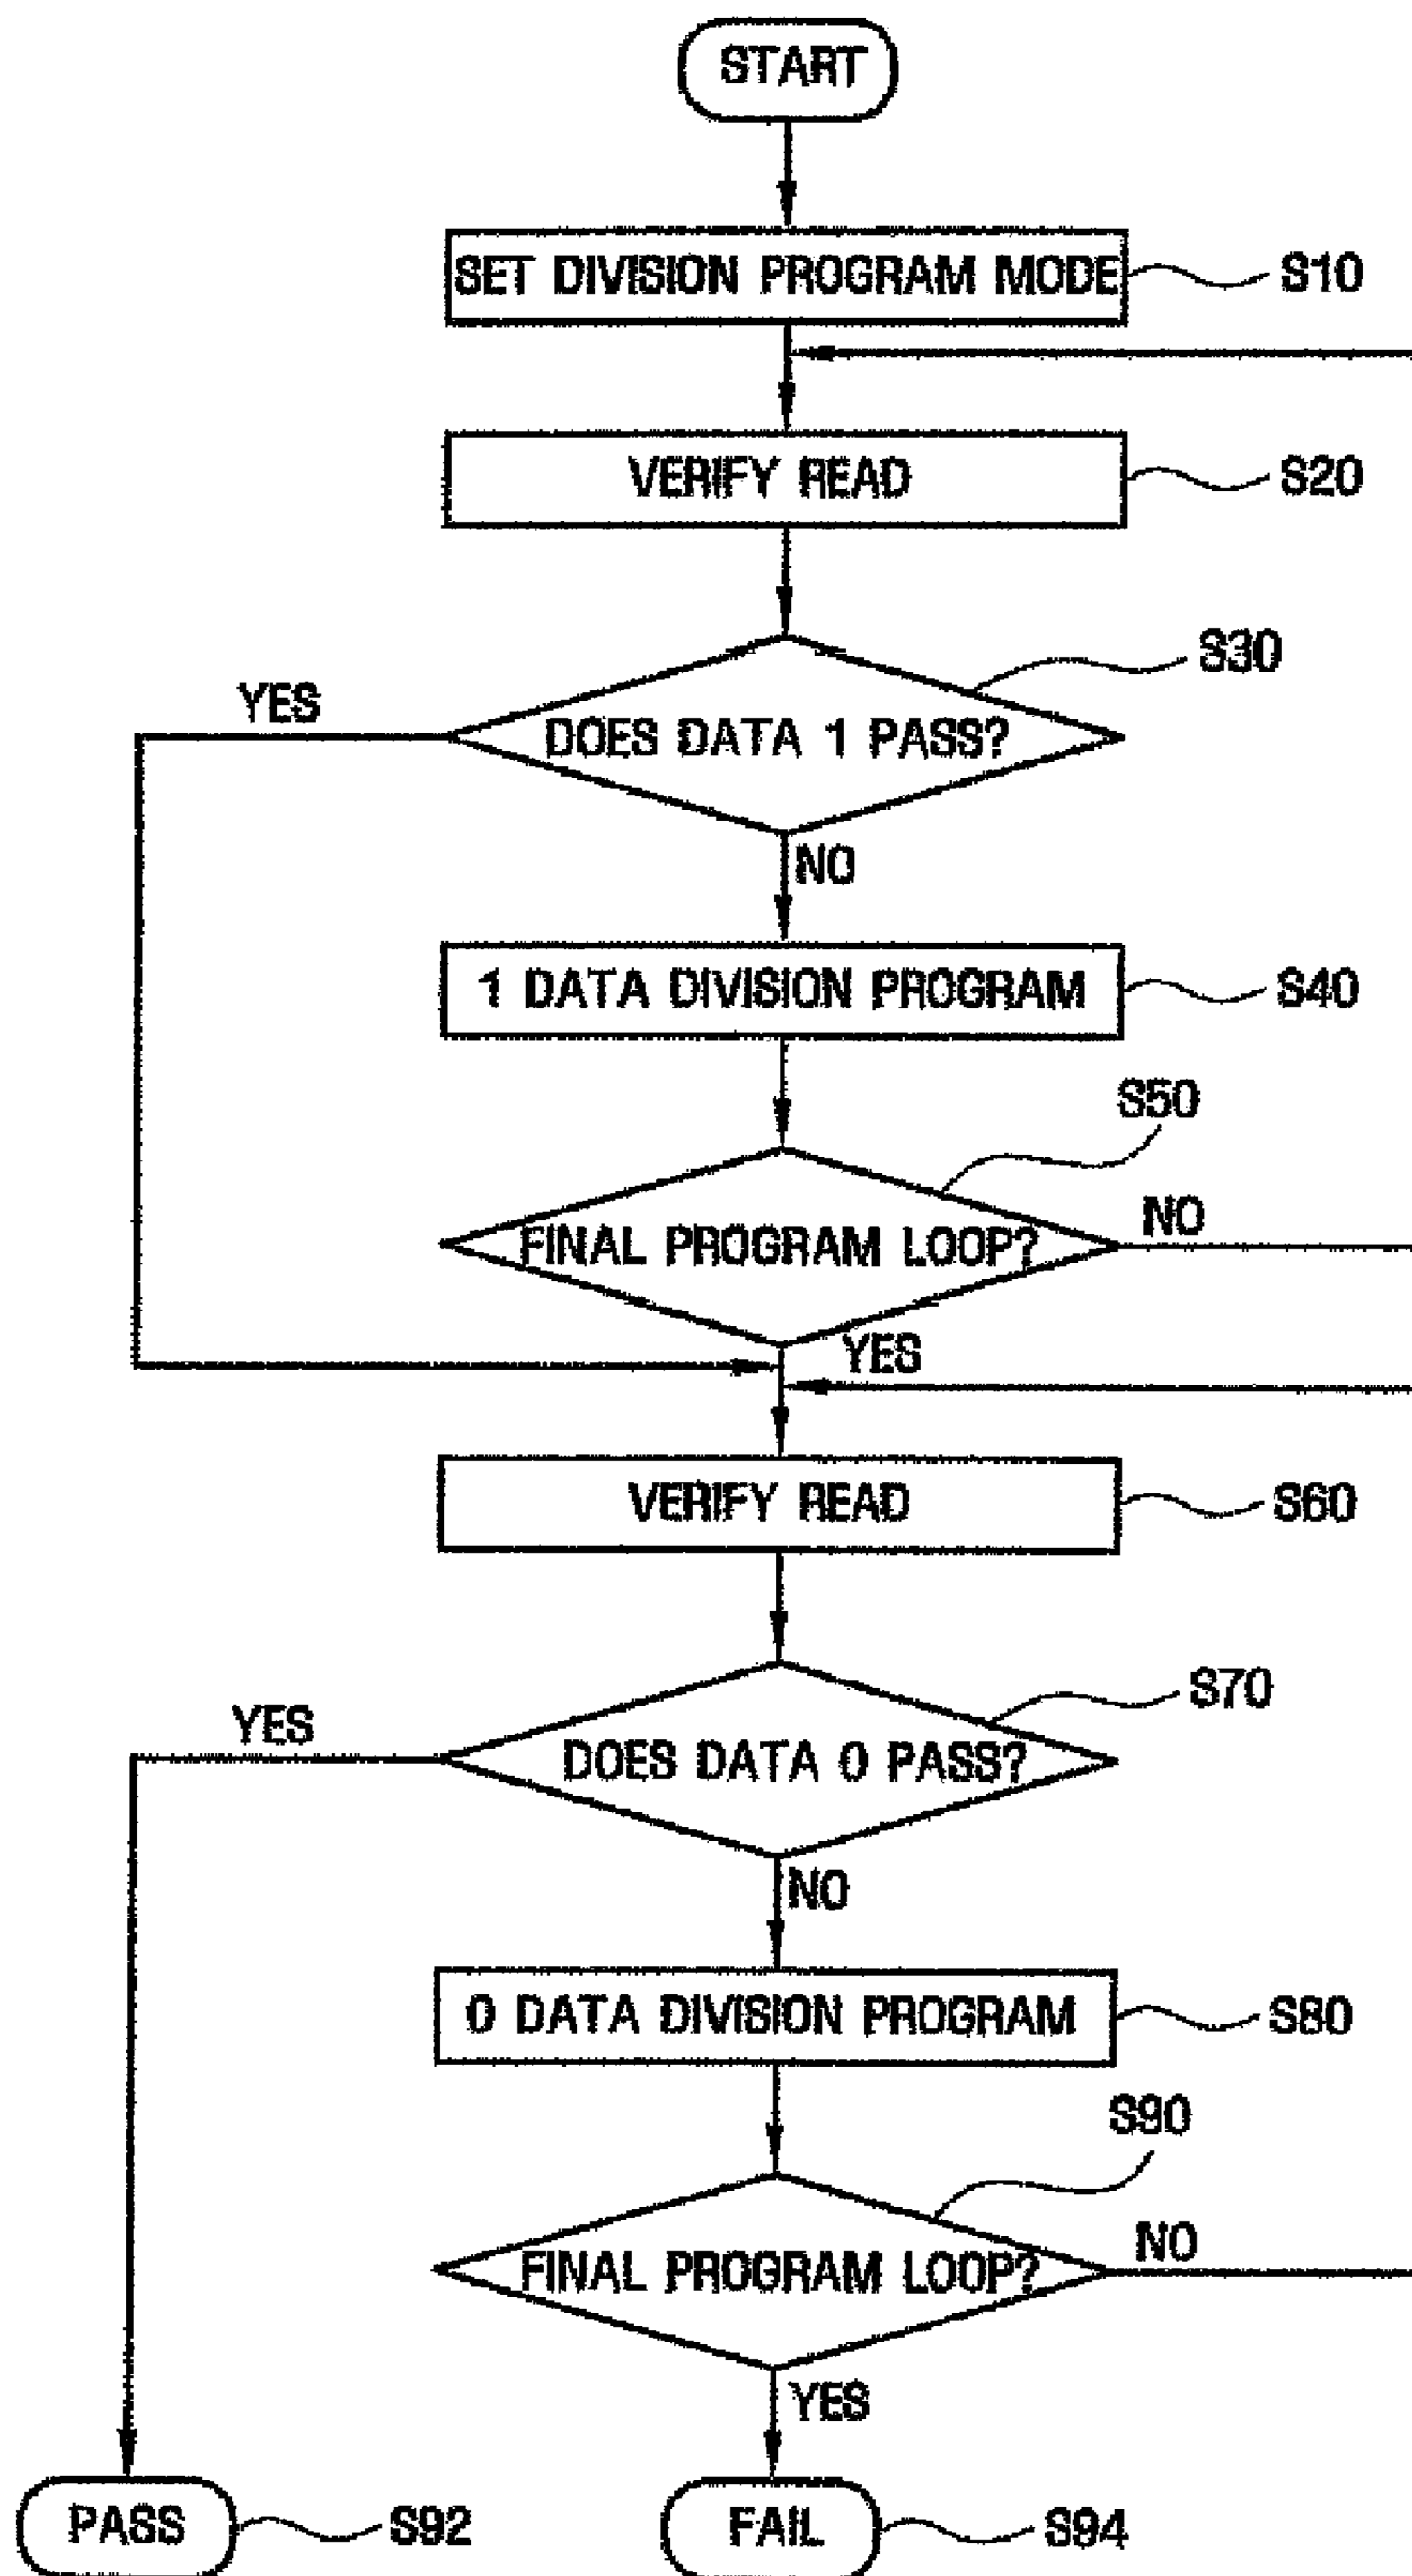 START
SET DIVISION PROGRAM MODE
S10
VERIFY READ
S20
S30
YES
DOES DATA 1 PASS?
NO
1 DATA DIVISION PROGRAM
S40
S50
FINAL PROGRAM LOOP?
NO
YES
VERIFY READ
S60
S70
YES
DOES DATA 0 PASS?
NO
0 DATA DIVISION PROGRAM
S80
S90
FINAL PROGRAM LOOP?
NO
YES
PASS
S92
FAIL
S94